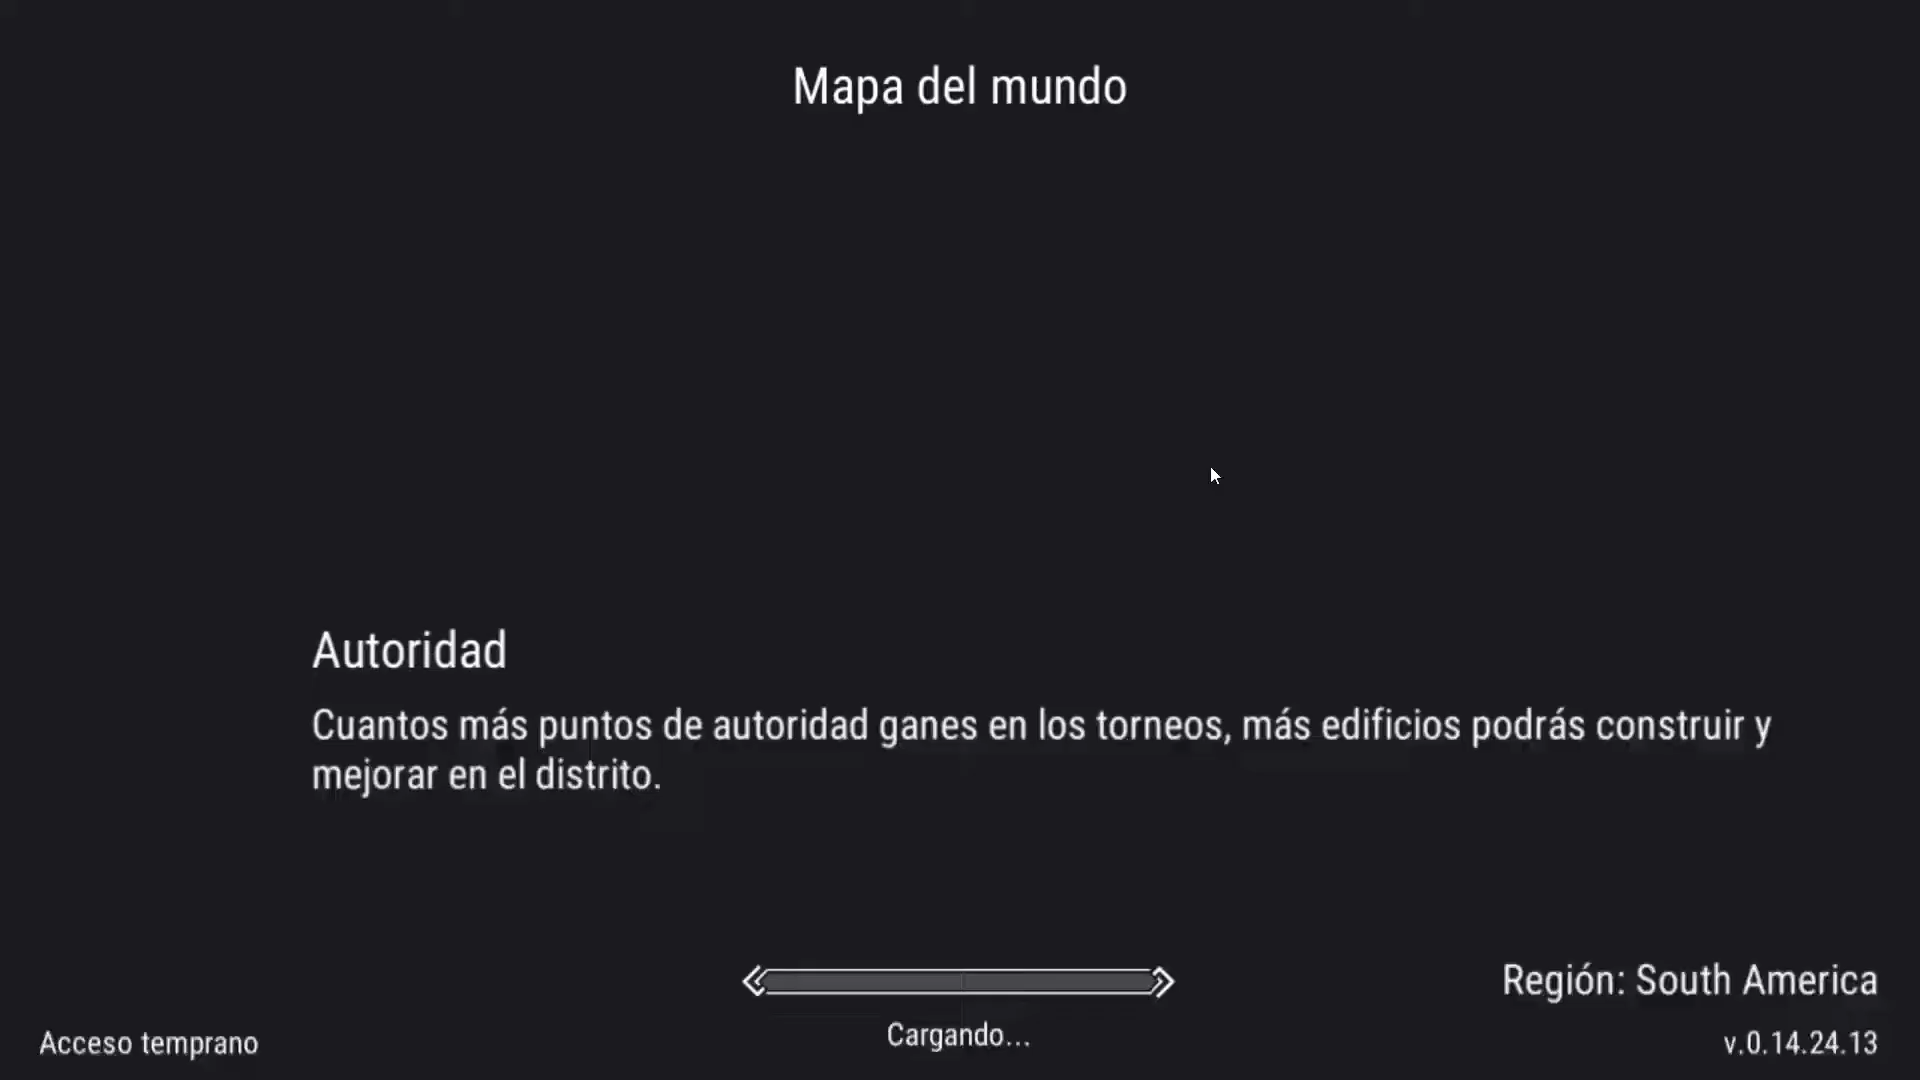 Mapa del mundo
Autoridad
Cuantos más puntos de autoridad ganes en los torneos, más edificios podrás construir y
mejorar en el distrito.
Región: South America
Cargando...
Acceso temprano
v.0.14.24.13